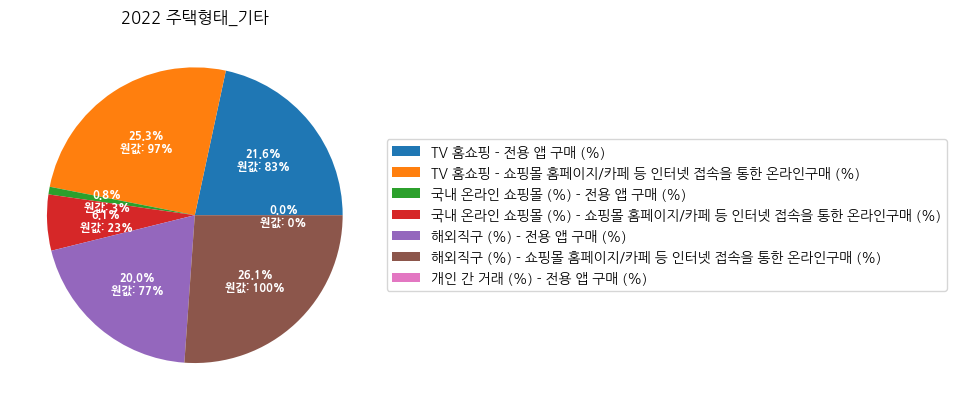 2022 주택형태_기타
25.3%
원값: 97%
21.6%
원값: 83%
0.8%
원값: 3%
6.1%
원값: 23%
0.0%
원값: 0%
20.0%
원값: 77%
26.1%
원값: 100%
TV 홈쇼핑 - 전용 앱 구매 (%)
TV 홈쇼핑 - 쇼핑몰 홈페이지/카페 등 인터넷 접속을 통한 온라인구매 (%)
국내 온라인 쇼핑몰 (%) - 전용 앱 구매 (%)
국내 온라인 쇼핑몰 (%) - 쇼핑몰 홈페이지/카페 등 인터넷 접속을 통한 온라인구매 (%)
해외직구 (%) - 전용 앱 구매 (%)
해외직구 (%) - 쇼핑몰 홈페이지/카페 등 인터넷 접속을 통한 온라인구매 (%)
개인 간 거래 (%) - 전용 앱 구매 (%)